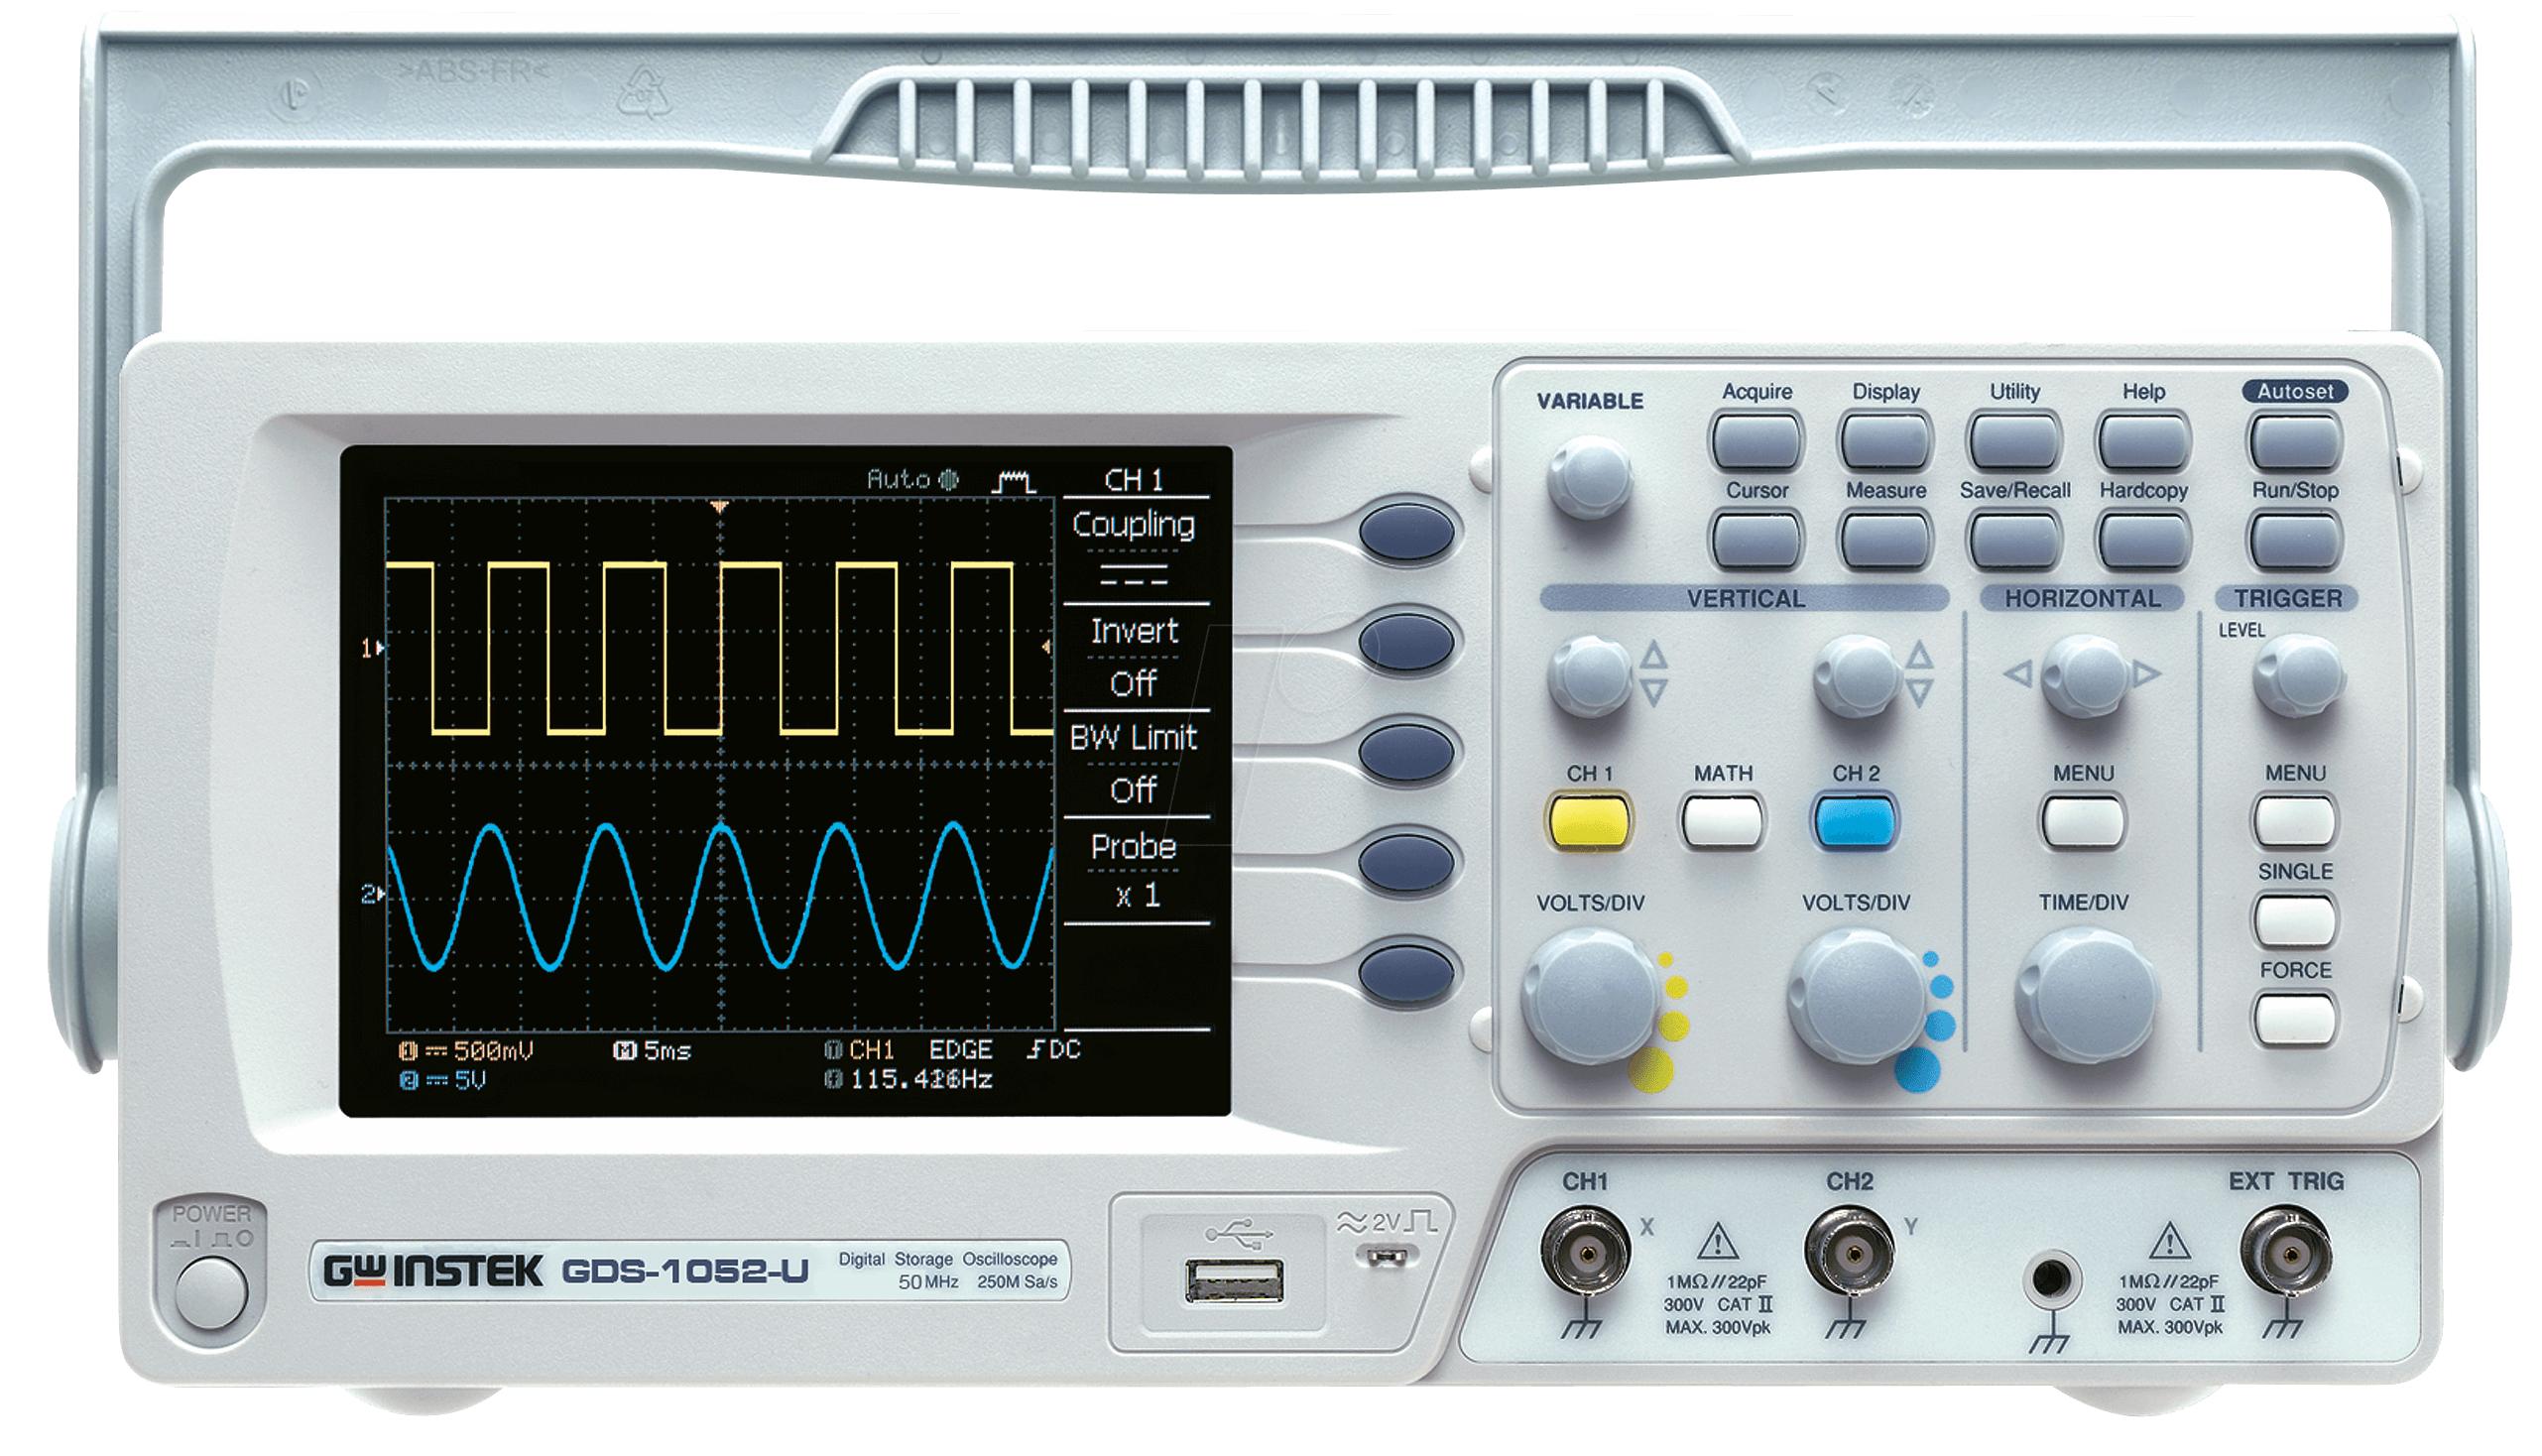 >ABS-FR<
VARIABLE
Acquire Display Utility Help Autoset
Cursor Measure Save/Recall Hardcopy Run/Stop
VERTICAL HORIZONTAL TRIGGER
LEVEL
CH 1 MATH CH 2 MENU MENU
SINGLE
VOLTS/DIV VOLTS/DIV TIME/DIV
FORCE
Auto CH 1
Coupling
Invert
Off
BW Limit
Off
Probe
x 1
1
2
1 500mV M 5ms T CH1 EDGE DC
2 5V F Hz
POWER
I O
GWINSTEK GDS-1052-U Digital Storage Oscilloscope
50MHz 250M Sa/s
2V
CH1 CH2 EXT TRIG
X Y
1MΩ//22pF 1MΩ//22pF
300V CAT II 300V CAT II
MAX. 300Vpk MAX. 300Vpk